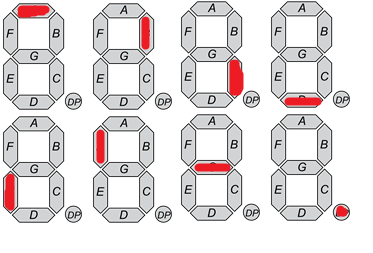 A A A
F B F F B F B
G G G G
E C E C E E C
D DP D DP D DP DP
A A A A
F B B F B F B
G G G
C E C E C E C
D DP D DP D DP D